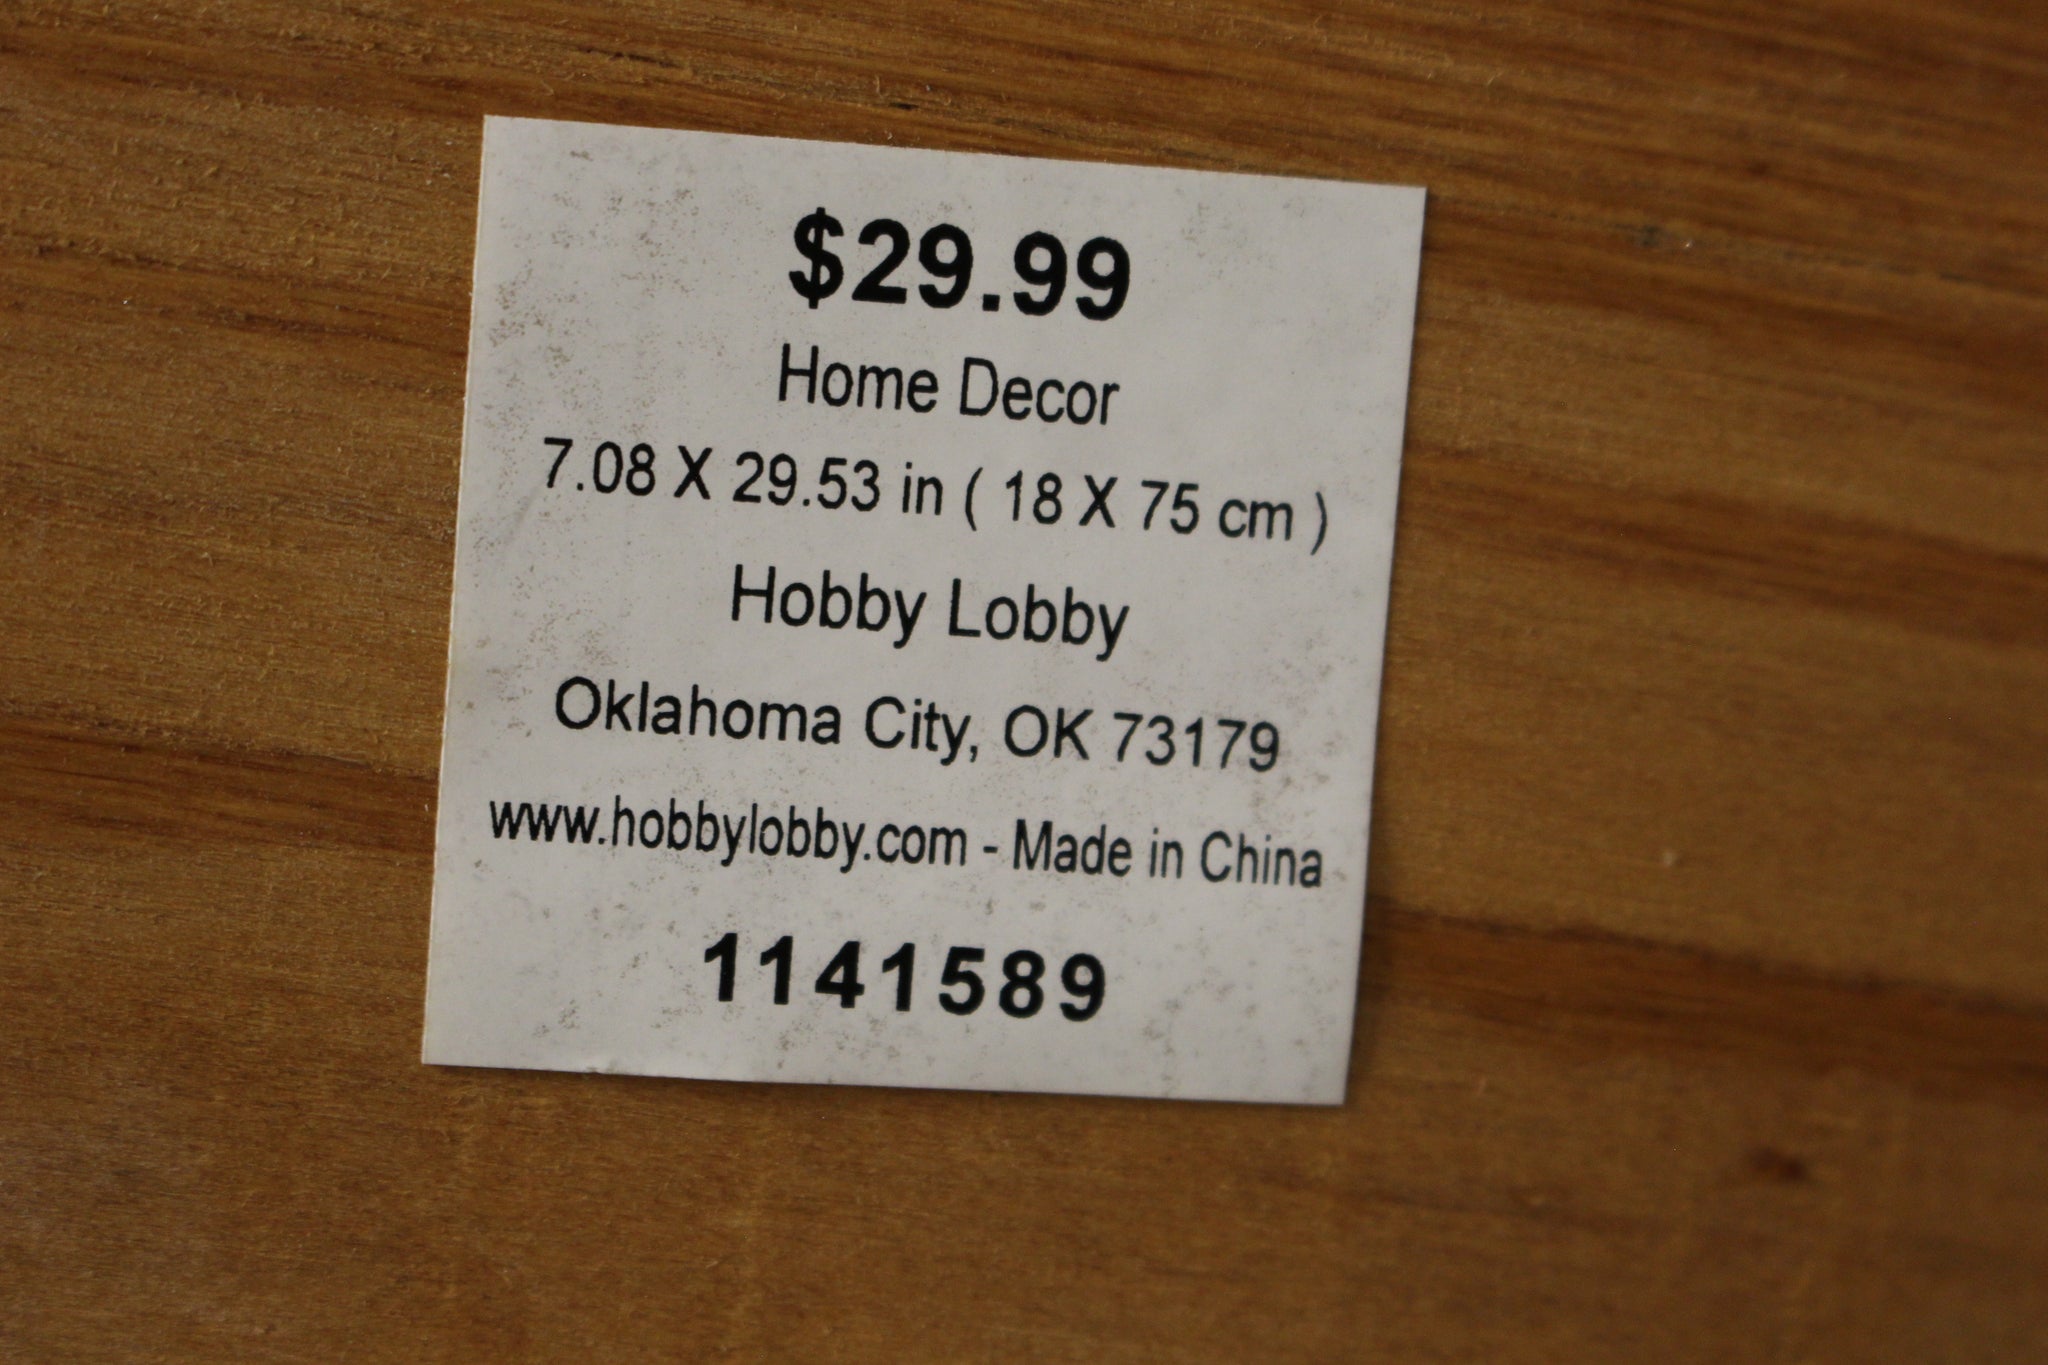 $29.99
Home Decor
7.08 X 29.53 in ( 18 X 75 cm )
Hobby Lobby
Oklahoma City, OK 73179
www.hobbylobby.com - Made in China
1141589